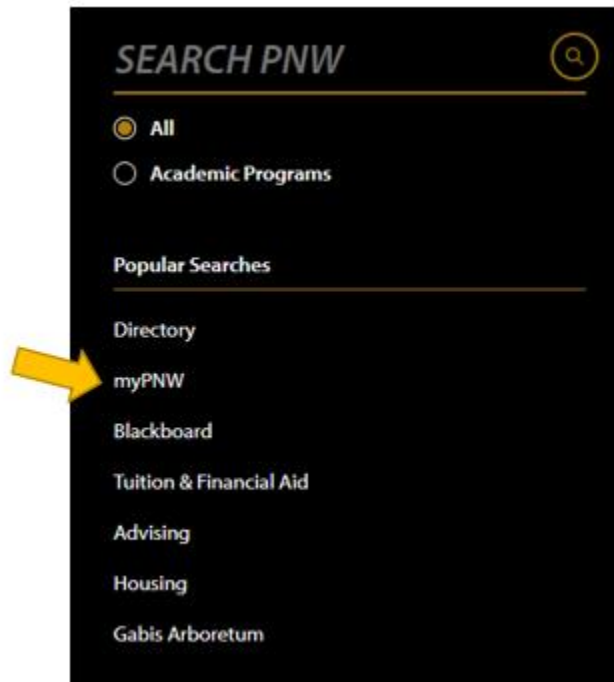 SEARCH PNW
All
Academic Programs
Popular Searches
Directory
myPNW
Blackboard
Tuition & Financial Aid
Advising
Housing
Gabis Arboretum